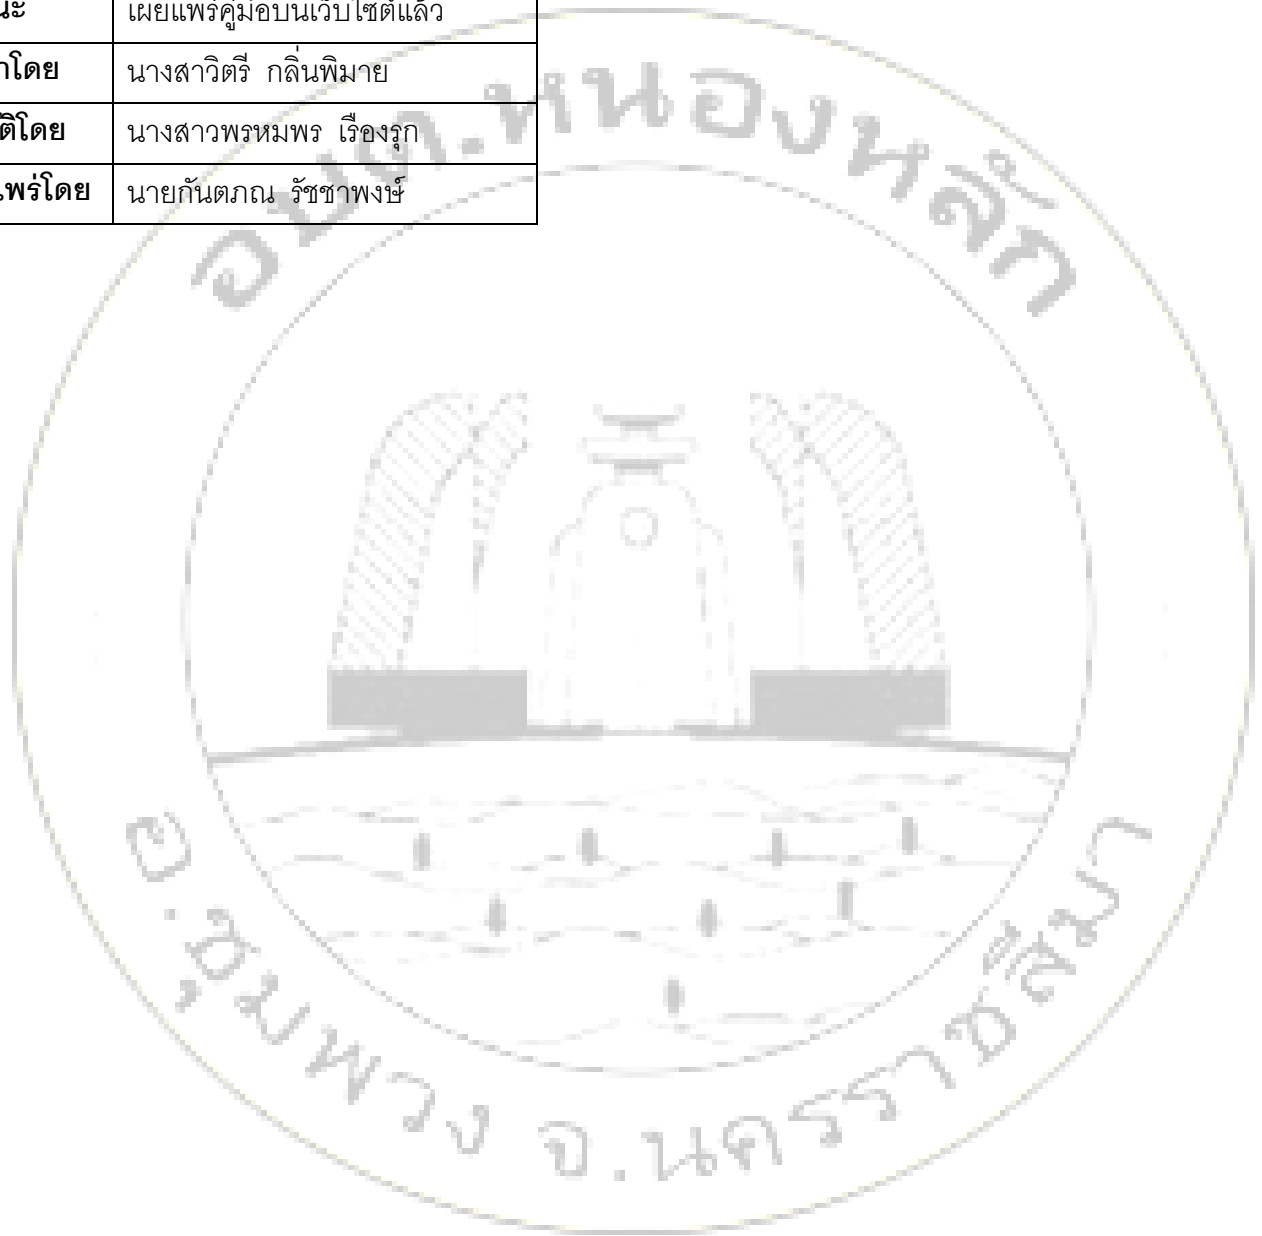 นะ เผยแพร่คู่มือบนเว็บไซต์แล้ว
าโดย นางสาวิตรี กลิ่นพิมาย
ติโดย นางสาวพรหมพร เรืองรุก
แพร่โดย นายกันตภณ รัชชาพงษ์
อบต.หนองหลัก
อ.ชุมพวง จ.นครราชสีมา